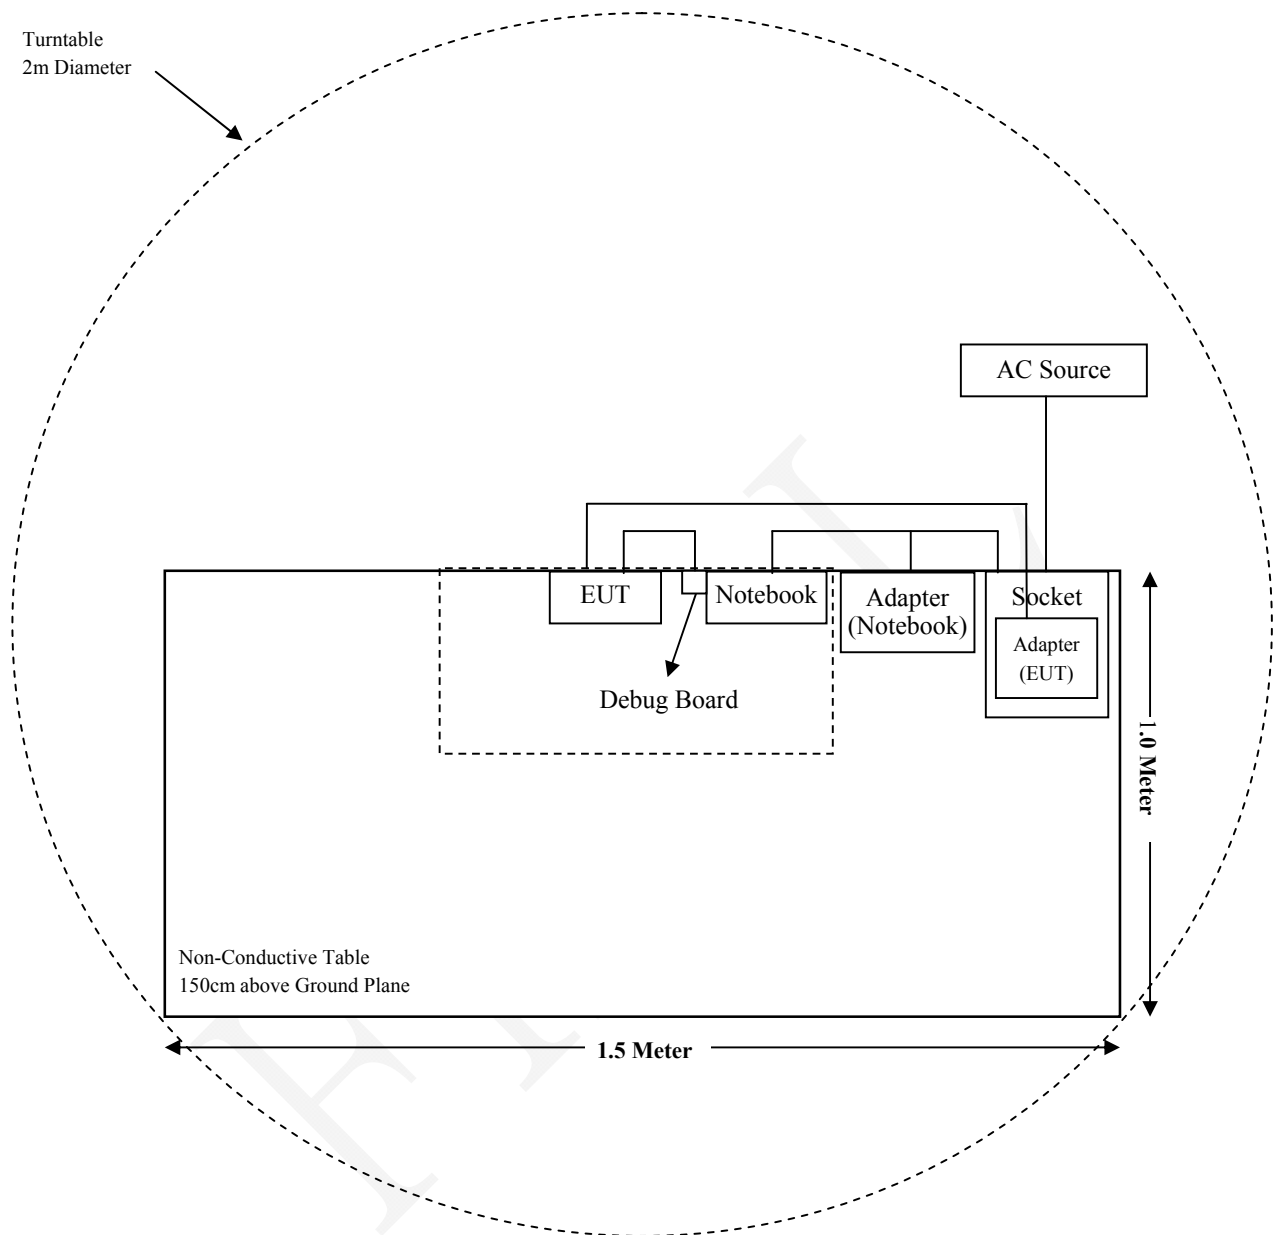 Turntable
2m Diameter
AC Source
EUT
Notebook
Adapter
(Notebook)
Socket
Adapter
(EUT)
Debug Board
1.0 Meter
Non-Conductive Table
150cm above Ground Plane
1.5 Meter